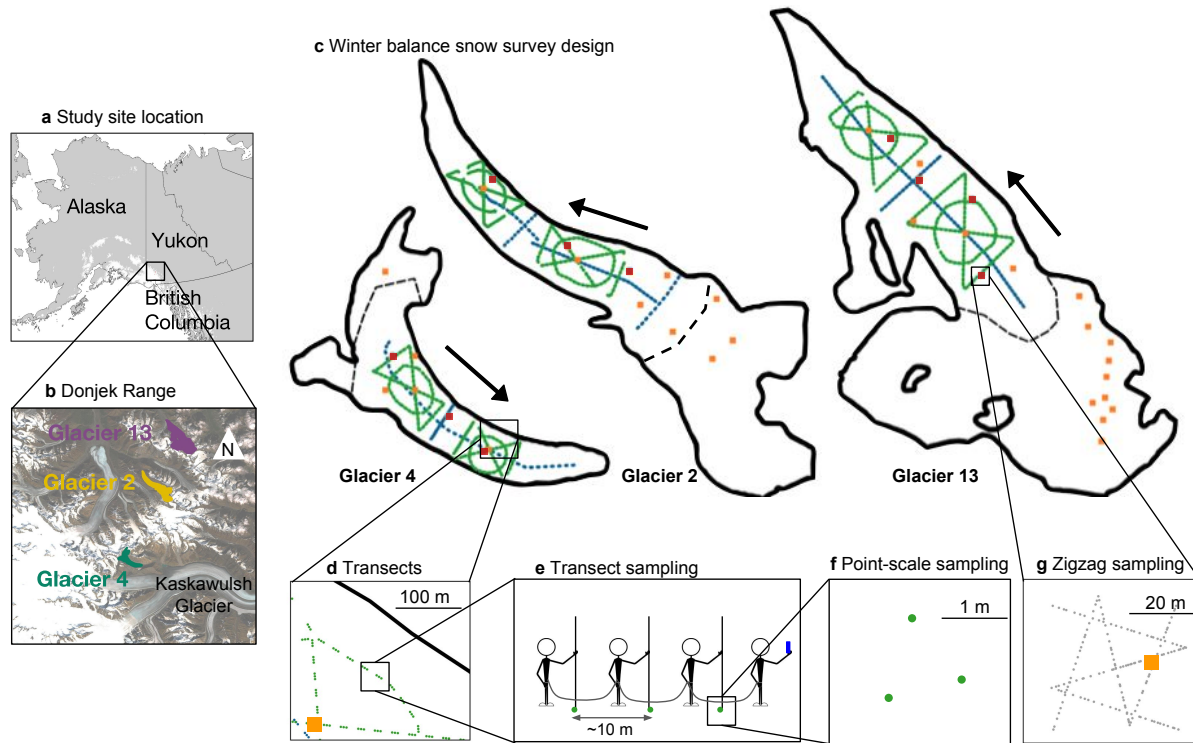 c Winter balance snow survey design
a Study site location
Alaska
Yukon
British
Columbia
b Donjek Range
Glacier 13
N
Glacier 2
Glacier 4
Kaskawulsh
Glacier
Glacier 4
Glacier 2
Glacier 13
d Transects
100 m
e Transect sampling
~10 m
f Point-scale sampling
1 m
g Zigzag sampling
20 m